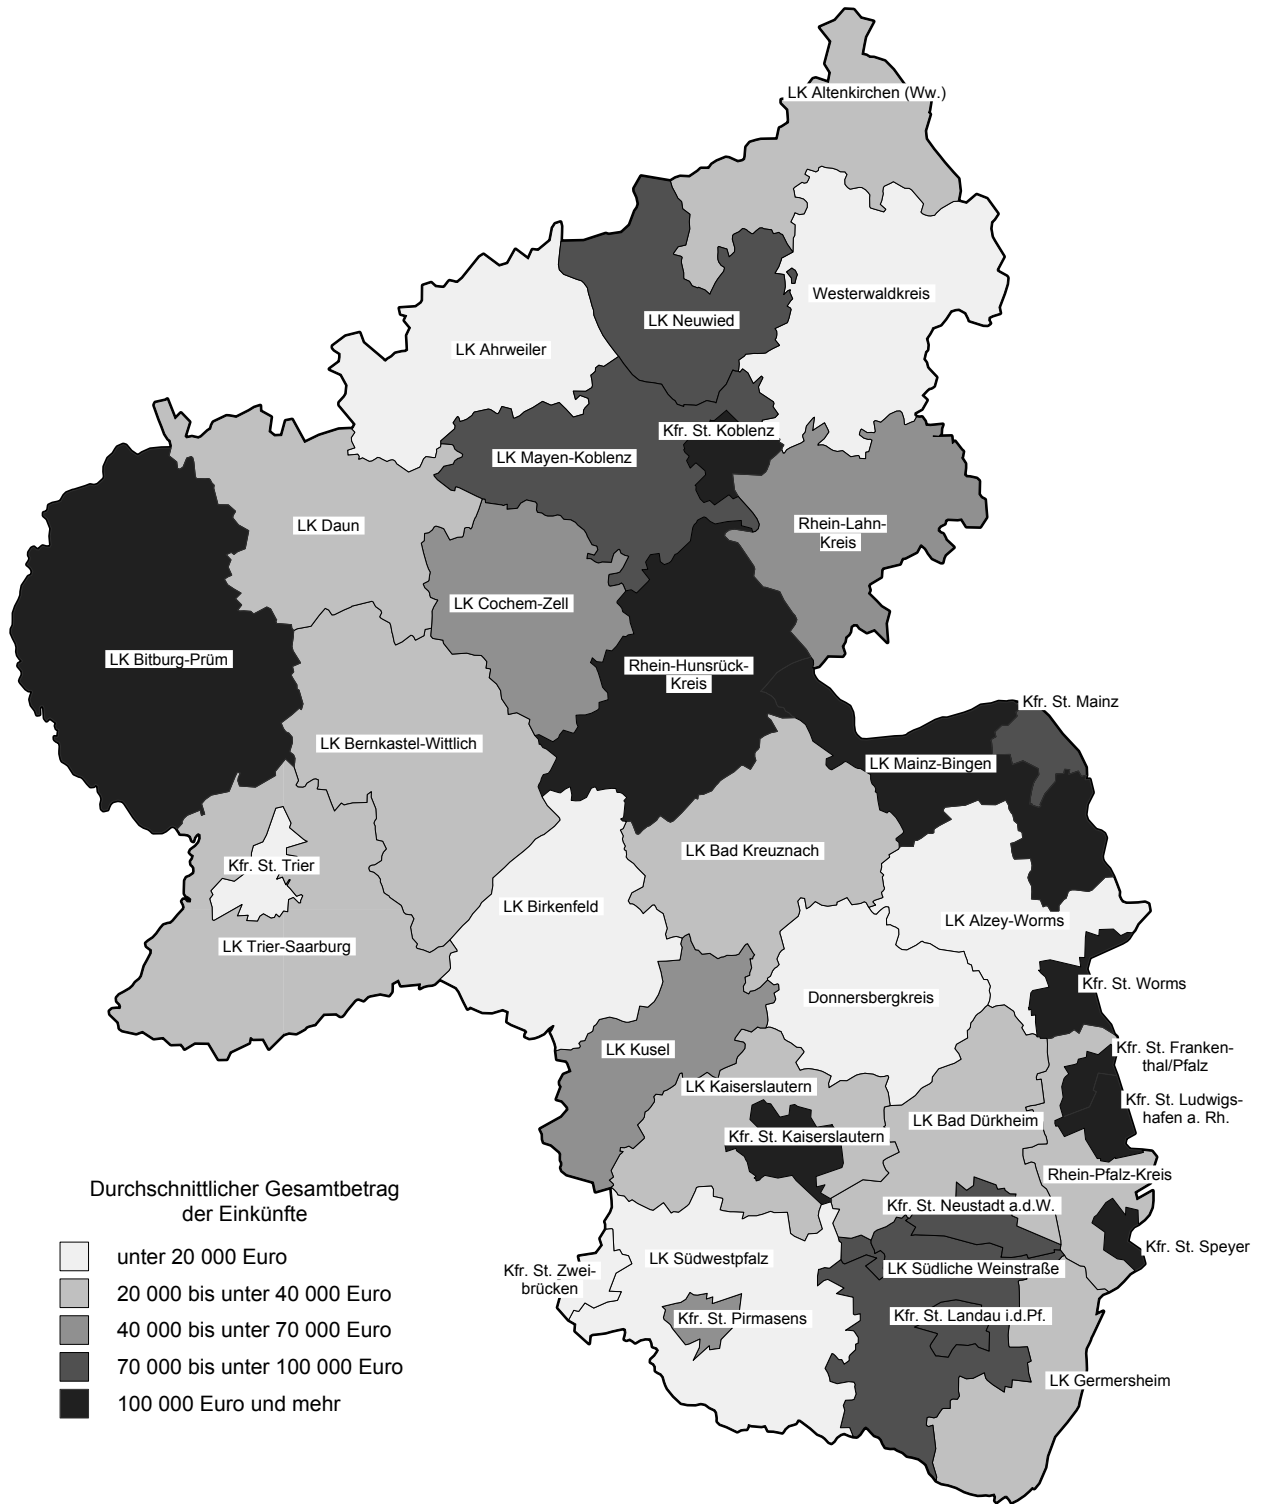 LK Altenkirchen (Ww.)
Westerwaldkreis
LK Neuwied
LK Ahrweiler
Kfr. St. Koblenz
LK Mayen-Koblenz
LK Daun
Rhein-Lahn-
Kreis
LK Cochem-Zell
LK Bitburg-Prüm
Rhein-Hunsrück-
Kreis
Kfr. St. Mainz
LK Bernkastel-Wittlich
LK Mainz-Bingen
LK Bad Kreuznach
Kfr. St. Trier
LK Birkenfeld
LK Alzey-Worms
LK Trier-Saarburg
Kfr. St. Worms
Donnersbergkreis
LK Kusel
Kfr. St. Franken-
thal/Pfalz
LK Kaiserslautern
Kfr. St. Ludwigs-
hafen a. Rh.
LK Bad Dürkheim
Kfr. St. Kaiserslautern
Rhein-Pfalz-Kreis
Kfr. St. Neustadt a.d.W.
Kfr. St. Speyer
LK Südwestpfalz
LK Südliche Weinstraße
Kfr. St. Zwei-
brücken
Kfr. St. Pirmasens
Kfr. St. Landau i.d.Pf.
LK Germersheim
Durchschnittlicher Gesamtbetrag
der Einkünfte
unter 20 000 Euro
20 000 bis unter 40 000 Euro
40 000 bis unter 70 000 Euro
70 000 bis unter 100 000 Euro
100 000 Euro und mehr